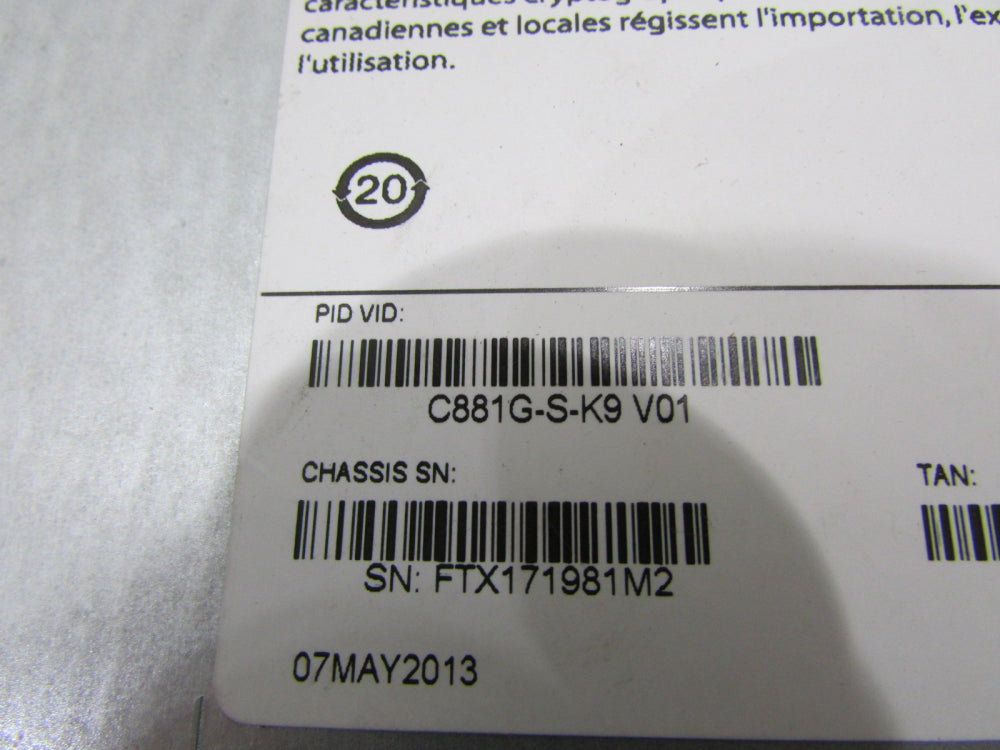 caractéristiques
canadiennes et locales régissent l'importation, l'ex
l'utilisation.
20
PID VID:
C881G-S-K9 V01
CHASSIS SN:
TAN:
SN: FTX171981M2
07MAY2013